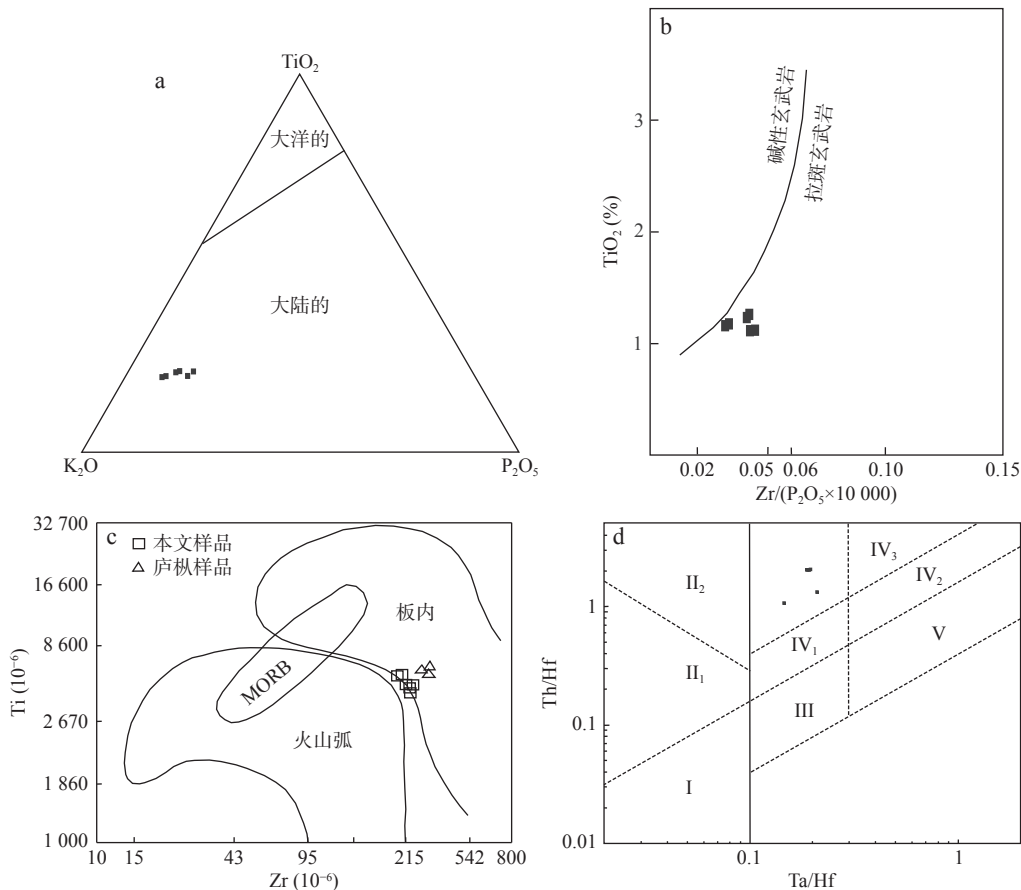 a
TiO₂
大洋的
大陆的
K₂O
P₂O₅
b
碱性玄武岩
拉斑玄武岩
TiO₂ (%)
3
2
1
0.02
0.05
0.06
0.10
0.15
Zr/(P₂O₅×10 000)
c
□ 本文样品
△ 庐枞样品
板内
MORB
火山弧
Ti (10⁻⁶)
32 700
16 600
8 600
2 670
1 860
1 000
10
15
43
95
215
542
800
Zr (10⁻⁶)
d
II₂
II₁
I
IV₃
IV₂
IV₁
V
III
Th/Hf
1
0.1
0.01
0.1
1
Ta/Hf